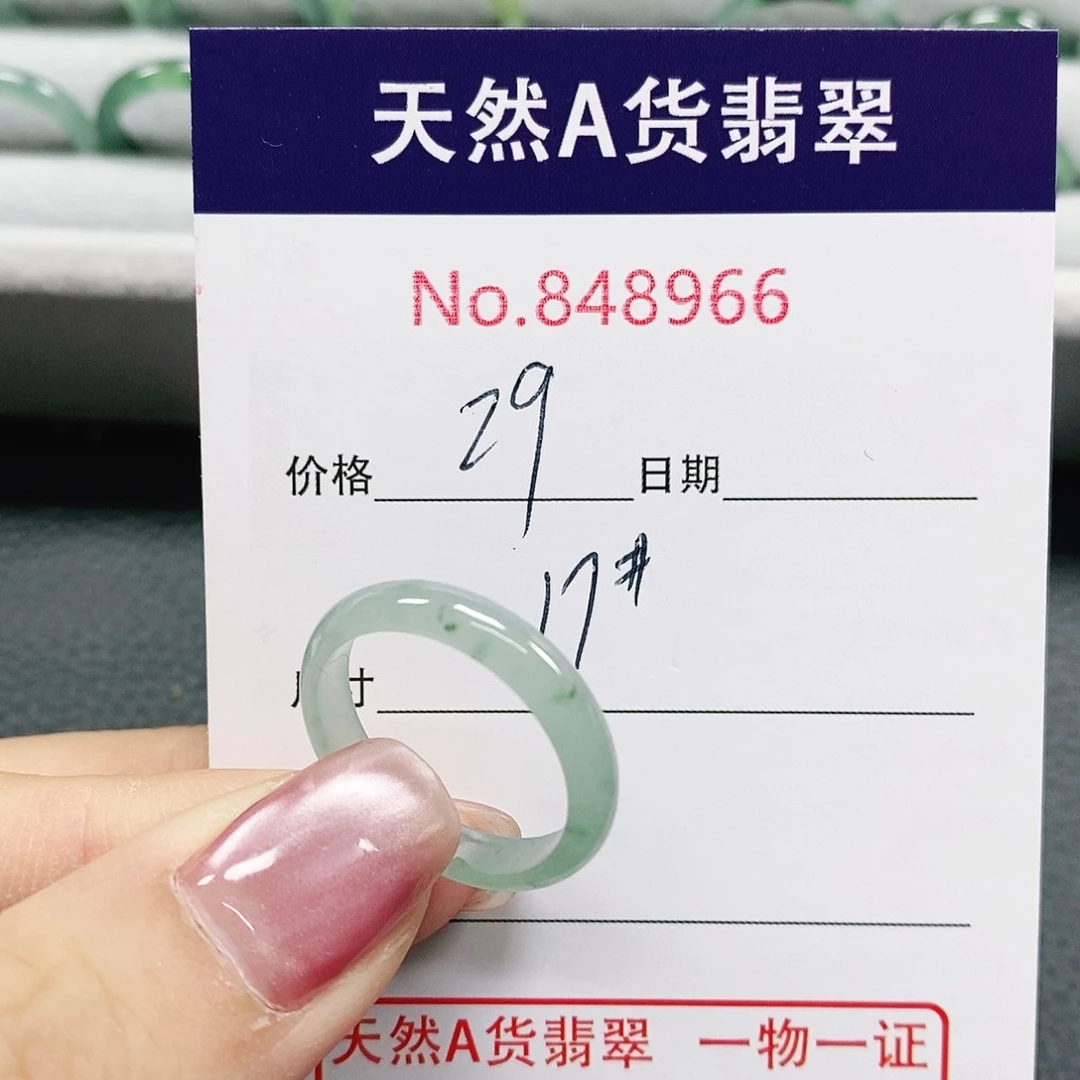 天然A货翡翠
No.848966
价格 29 日期
17#
寸
天然A货翡翠 一物一证